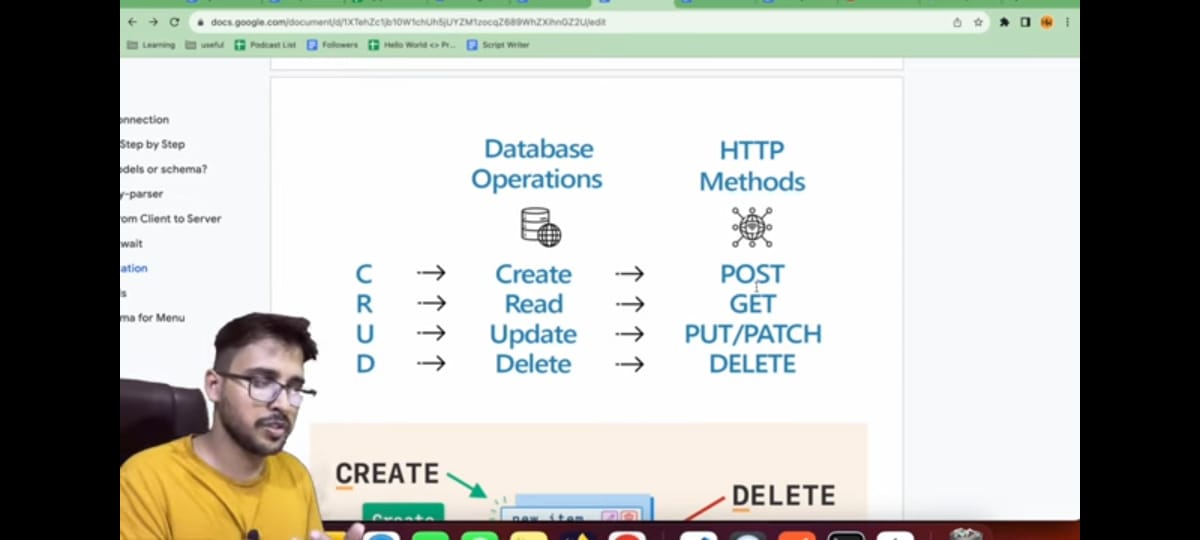 docs.google.com/document/d/1XTehZc1jb10W1chUh5jUYZM1zocqZ689WhZXihnGZ2U/edit
Learning useful Podcast List Followers Hello World <> Pr... Script Writer
onnection
Step by Step
odels or schema?
y-parser
rom Client to Server
wait
ation
ls
ma for Menu
Database Operations
HTTP Methods
C → Create → POST
R → Read → GET
U → Update → PUT/PATCH
D → Delete → DELETE
CREATE
DELETE
Create
new item